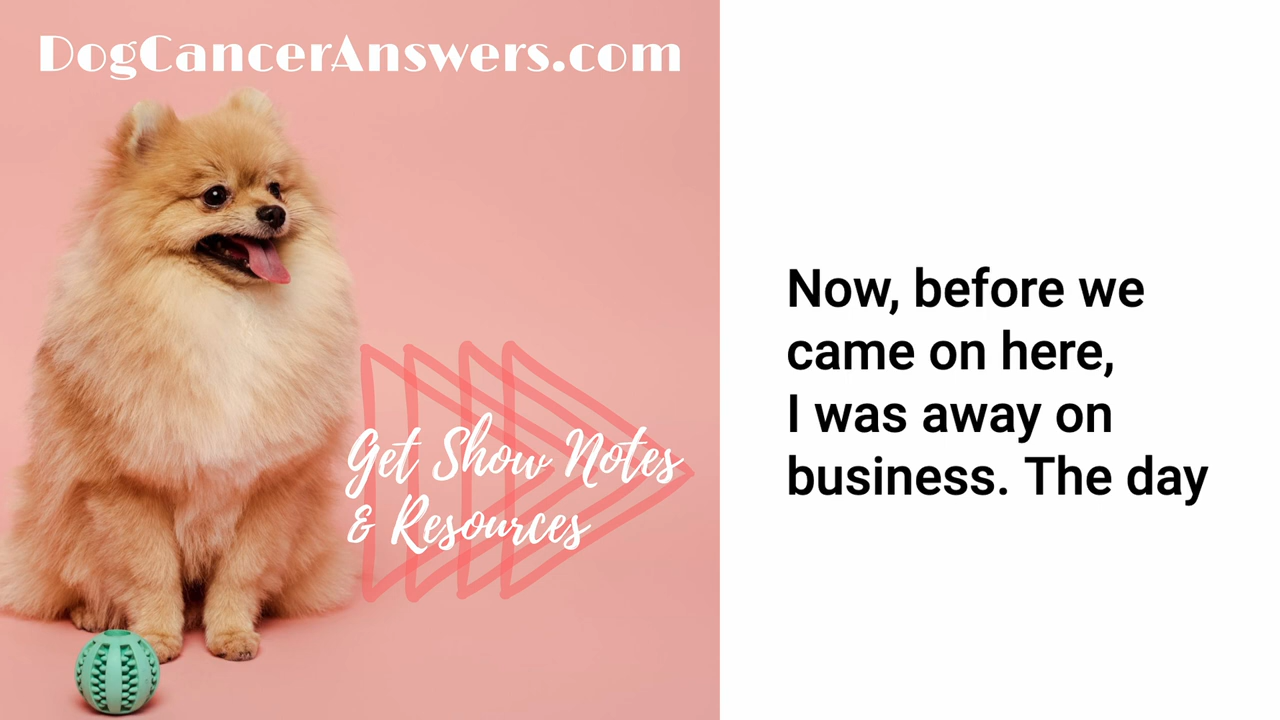 DogCancerAnswers.com
Get Show Notes
& Resources
Now, before we
came on here,
I was away on
business. The day